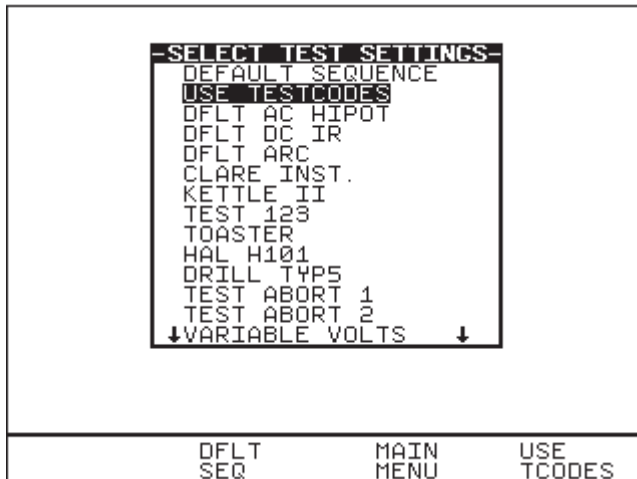 -SELECT TEST SETTINGS-
DEFAULT SEQUENCE
USE TESTCODES
DFLT AC HIPOT
DFLT DC IR
DFLT ARC
CLARE INST.
KETTLE II
TEST 123
TOASTER
HAL H101
DRILL TYP5
TEST ABORT 1
TEST ABORT 2
↓VARIABLE VOLTS ↓
DFLT SEQ
MAIN MENU
USE TCODES